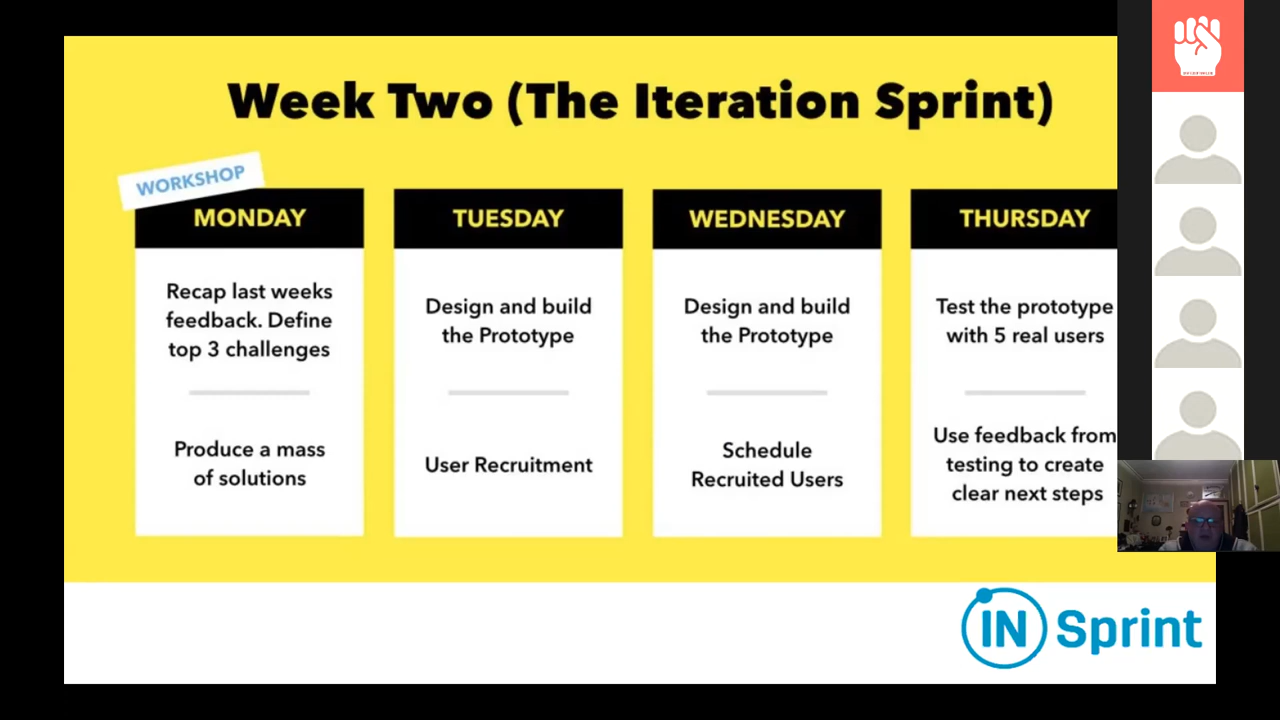 Week Two (The Iteration Sprint)
WORKSHOP
MONDAY
Recap last weeks
feedback. Define
top 3 challenges
Produce a mass
of solutions
TUESDAY
Design and build
the Prototype
User Recruitment
WEDNESDAY
Design and build
the Prototype
Schedule
Recruited Users
THURSDAY
Test the prototype
with 5 real users
Use feedback from
testing to create
clear next steps
IN Sprint